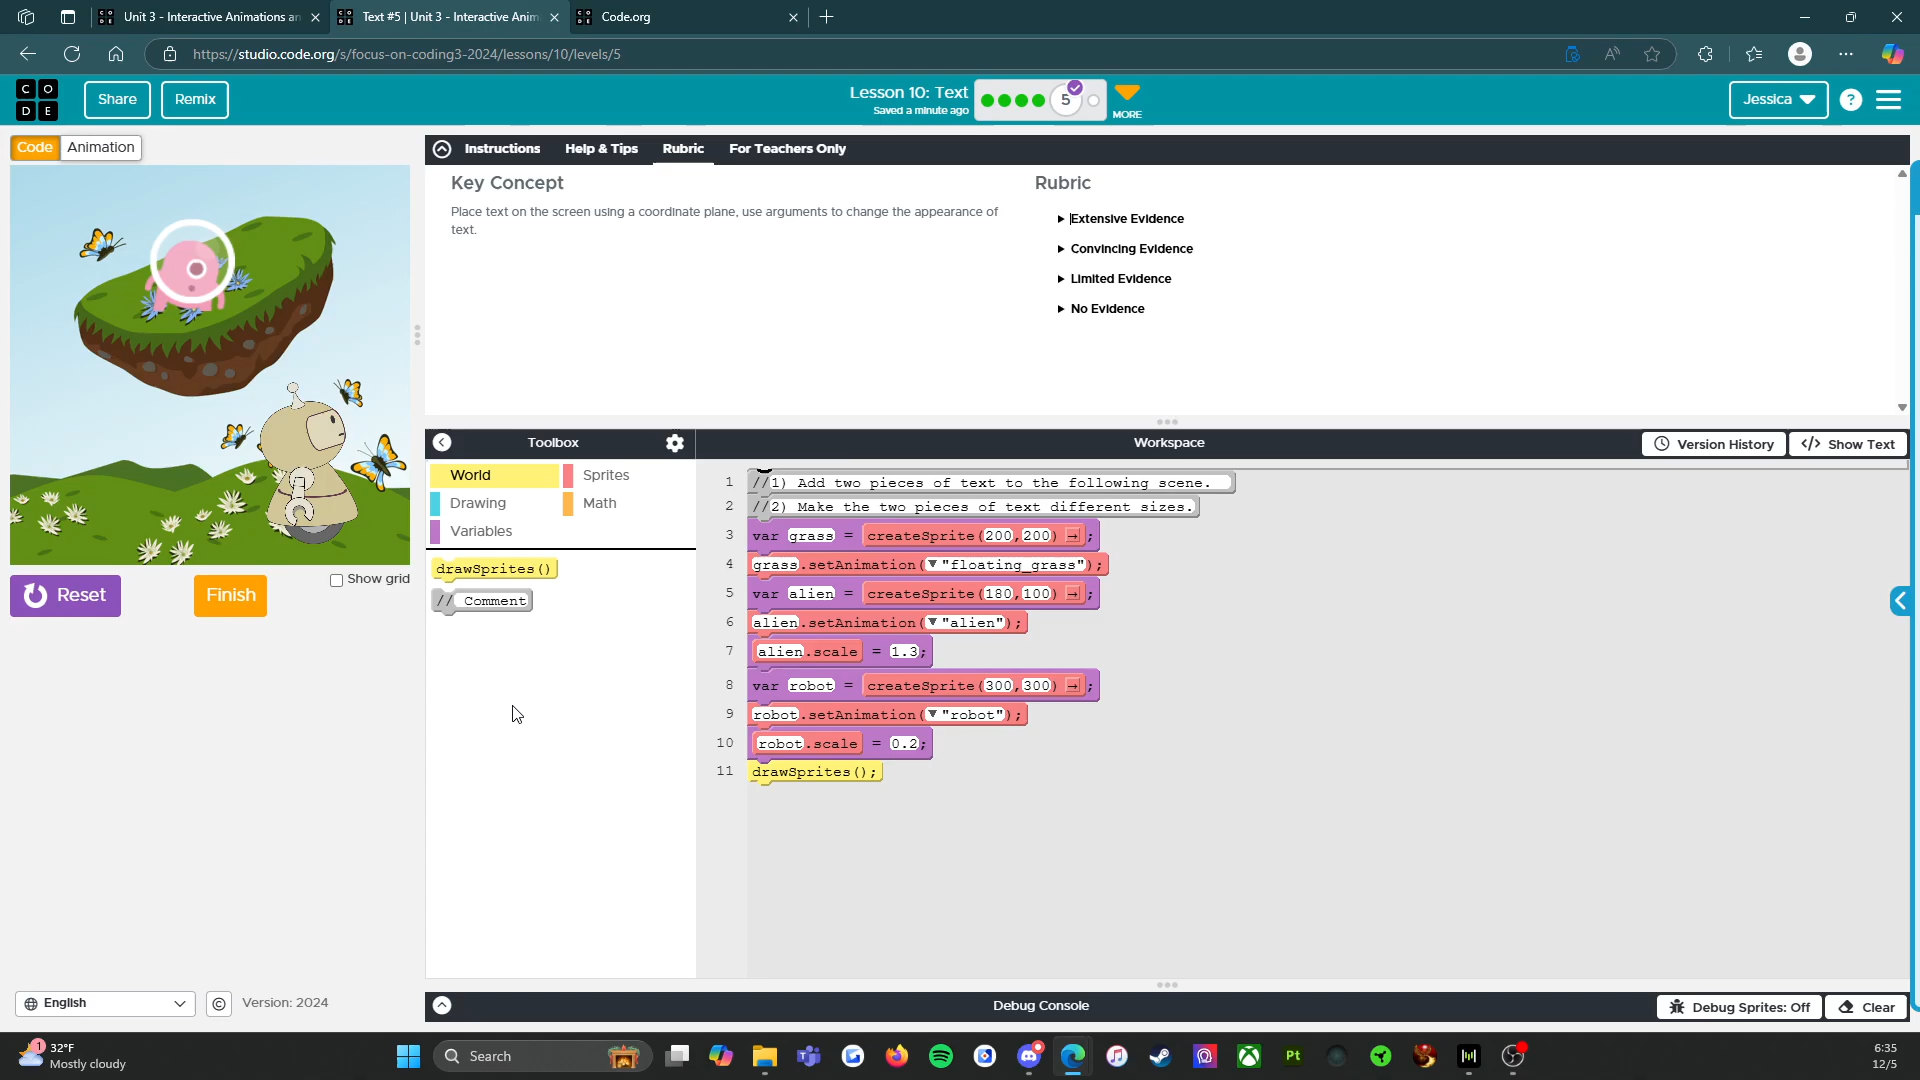 Unit 3 - Interactive Animations an
Text #5 | Unit 3 - Interactive Anim
Code.org
https://studio.code.org/s/focus-on-coding3-2024/lessons/10/levels/5
C O D E
Share
Remix
Lesson 10: Text
Saved a minute ago
5
MORE
Jessica
?
Code
Animation
Instructions
Help & Tips
Rubric
For Teachers Only
Key Concept
Place text on the screen using a coordinate plane, use arguments to change the appearance of
text.
Rubric
Extensive Evidence
Convincing Evidence
Limited Evidence
No Evidence
Toolbox
Workspace
Version History
</> Show Text
World
Sprites
Drawing
Math
Variables
drawSprites()
// Comment
1 //1) Add two pieces of text to the following scene.
2 //2) Make the two pieces of text different sizes.
3 var grass = createSprite(200,200) → ;
4 grass.setAnimation(▼"floating_grass");
5 var alien = createSprite(180,100) → ;
6 alien.setAnimation(▼"alien");
7 alien.scale = 1.3;
8 var robot = createSprite(300,300) → ;
9 robot.setAnimation(▼"robot");
10 robot.scale = 0.2;
11 drawSprites();
Reset
Finish
Show grid
English
©
Version: 2024
Debug Console
Debug Sprites: Off
Clear
1
32°F
Mostly cloudy
Search
Pt
6:35
12/5